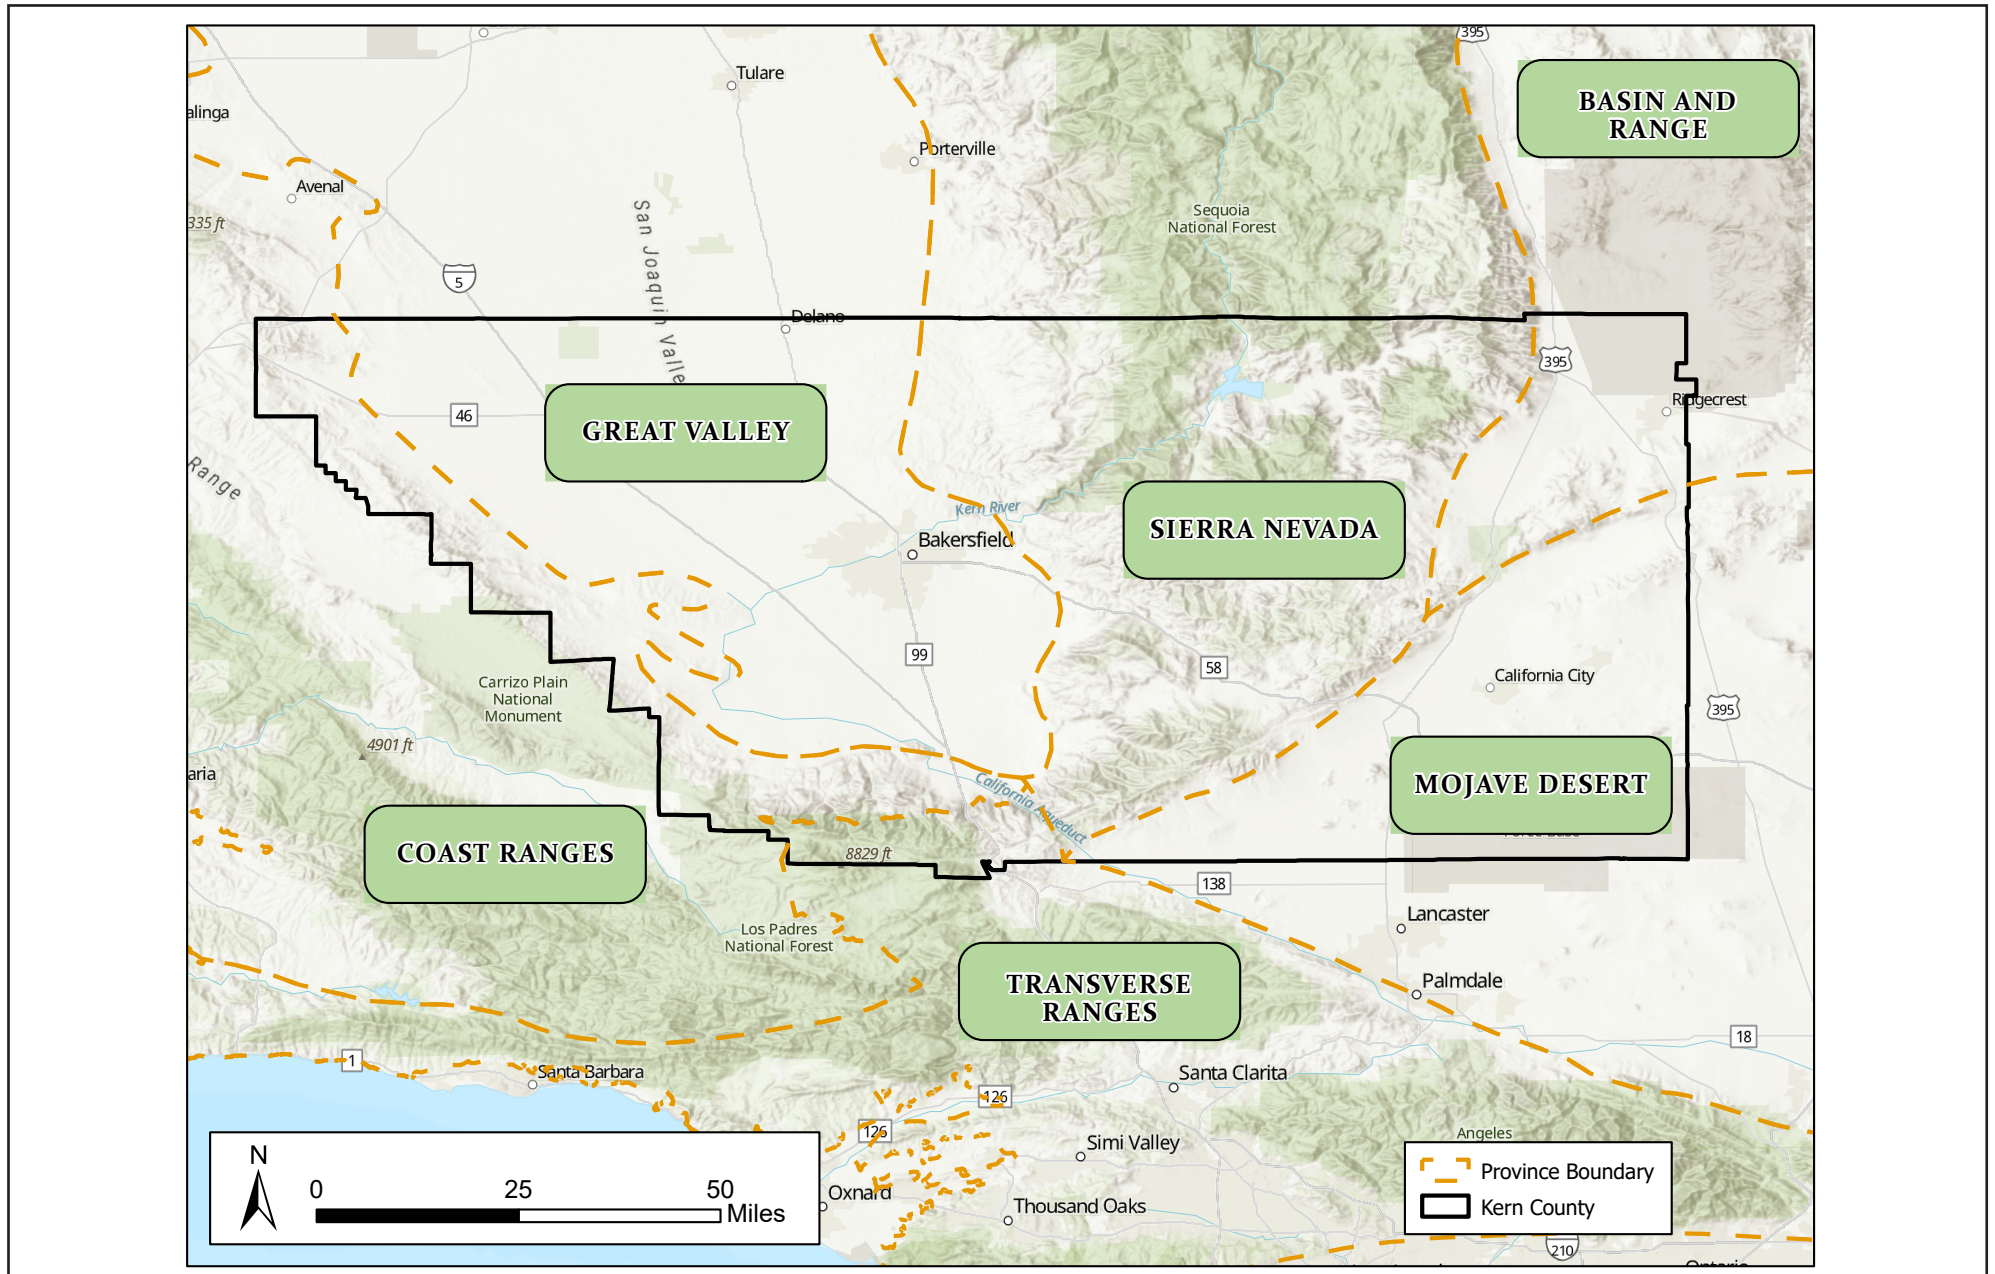 395
BASIN AND
RANGE
Tulare
alinga
Porterville
Avenal
335 ft
San Joaquin Valle
Sequoia
National Forest
5
Delano
395
Ridgecrest
46
GREAT VALLEY
Range
Kern River
Bakersfield
SIERRA NEVADA
99
58
California City
Carrizo Plain
National
Monument
395
4901 ft
aria
California Aqueduct
MOJAVE DESERT
COAST RANGES
8829 ft
138
Lancaster
Los Padres
National Forest
TRANSVERSE
RANGES
Palmdale
18
1
Santa Barbara
Santa Clarita
126
126
Simi Valley
Angeles
Oxnard
Thousand Oaks
210
N
0 25 50
Miles
Province Boundary
Kern County